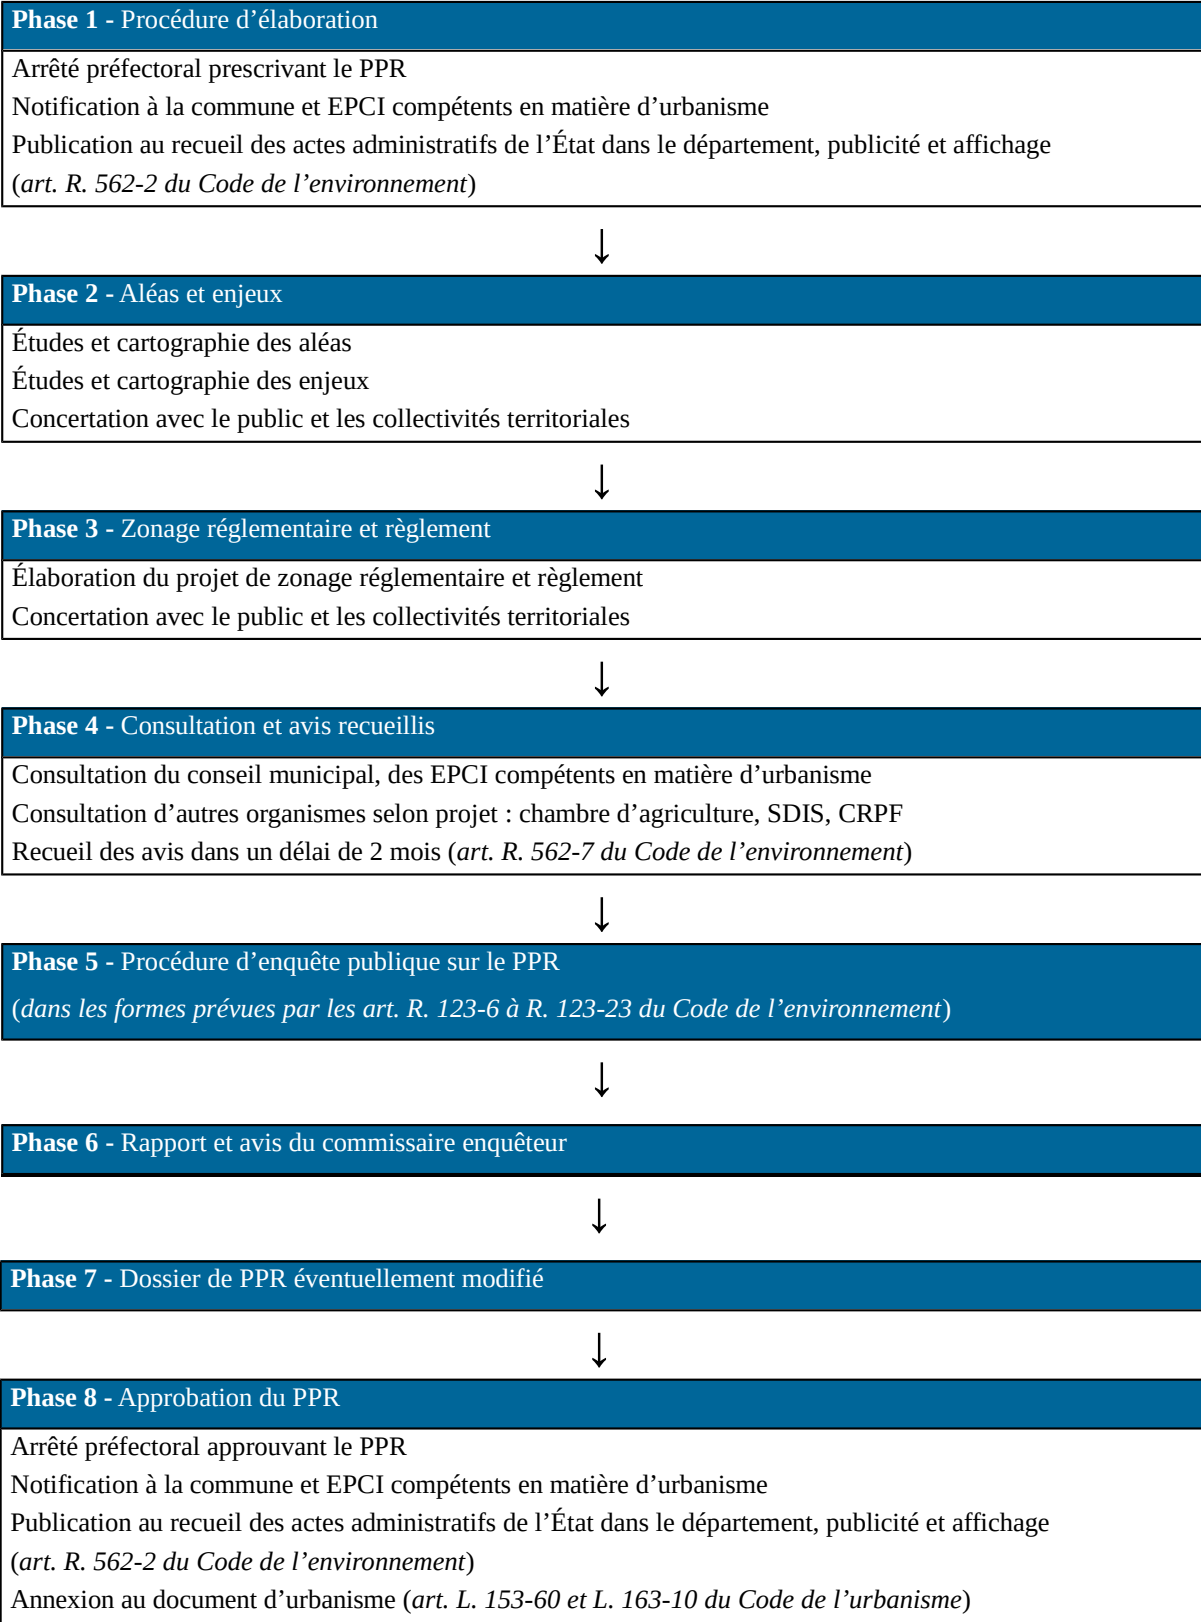 Phase 1 - Procédure d’élaboration
Arrêté préfectoral prescrivant le PPR
Notification à la commune et EPCI compétents en matière d’urbanisme
Publication au recueil des actes administratifs de l’État dans le département, publicité et affichage
(art. R. 562-2 du Code de l’environnement)
↓
Phase 2 - Aléas et enjeux
Études et cartographie des aléas
Études et cartographie des enjeux
Concertation avec le public et les collectivités territoriales
↓
Phase 3 - Zonage réglementaire et règlement
Élaboration du projet de zonage réglementaire et règlement
Concertation avec le public et les collectivités territoriales
↓
Phase 4 - Consultation et avis recueillis
Consultation du conseil municipal, des EPCI compétents en matière d’urbanisme
Consultation d’autres organismes selon projet : chambre d’agriculture, SDIS, CRPF
Recueil des avis dans un délai de 2 mois (art. R. 562-7 du Code de l’environnement)
↓
Phase 5 - Procédure d’enquête publique sur le PPR
(dans les formes prévues par les art. R. 123-6 à R. 123-23 du Code de l’environnement)
↓
Phase 6 - Rapport et avis du commissaire enquêteur
↓
Phase 7 - Dossier de PPR éventuellement modifié
↓
Phase 8 - Approbation du PPR
Arrêté préfectoral approuvant le PPR
Notification à la commune et EPCI compétents en matière d’urbanisme
Publication au recueil des actes administratifs de l’État dans le département, publicité et affichage
(art. R. 562-2 du Code de l’environnement)
Annexion au document d’urbanisme (art. L. 153-60 et L. 163-10 du Code de l’urbanisme)